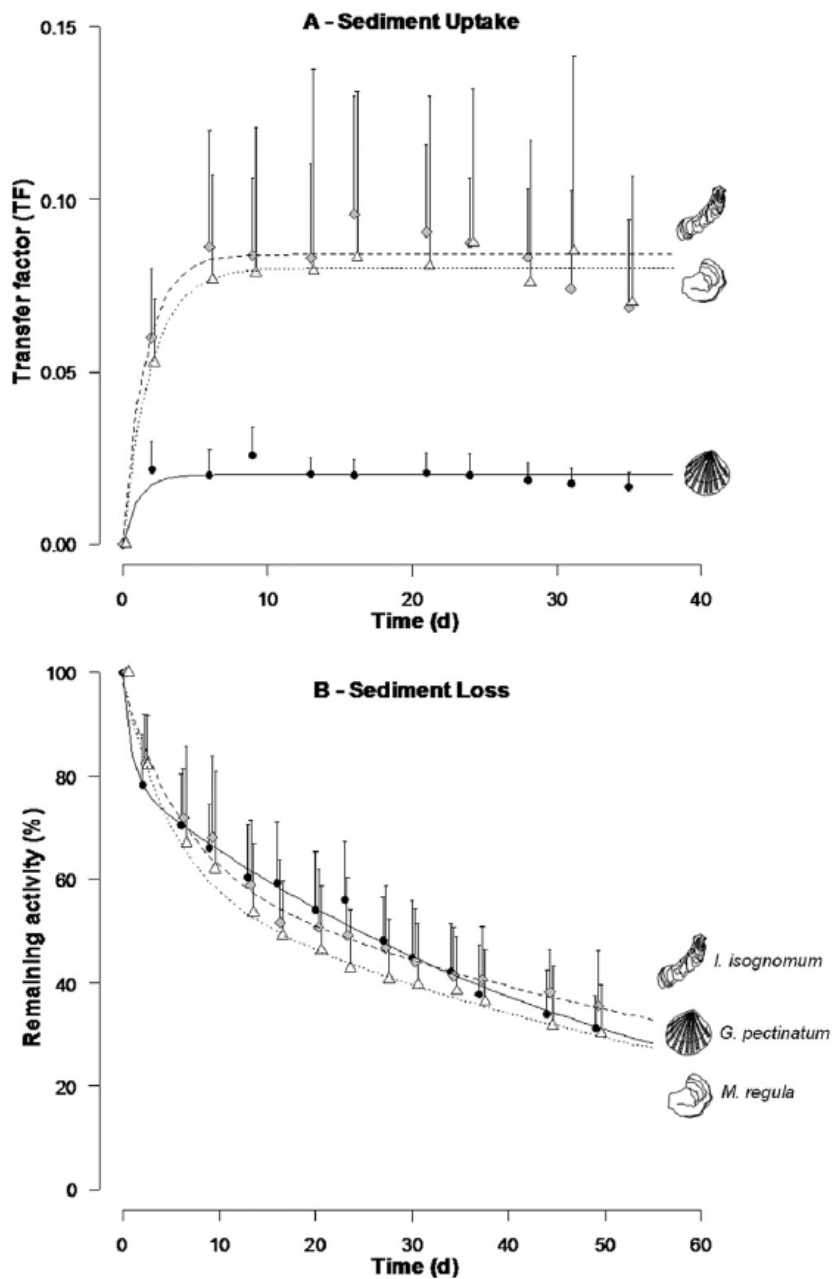 A - Sediment Uptake
Transfer factor (TF)
0.15
0.10
0.05
0.00
0 10 20 30 40
Time (d)
B - Sediment Loss
Remaining activity (%)
100
80
60
40
20
0
I. isognomum
G. pectinatum
M. regula
0 10 20 30 40 50 60
Time (d)